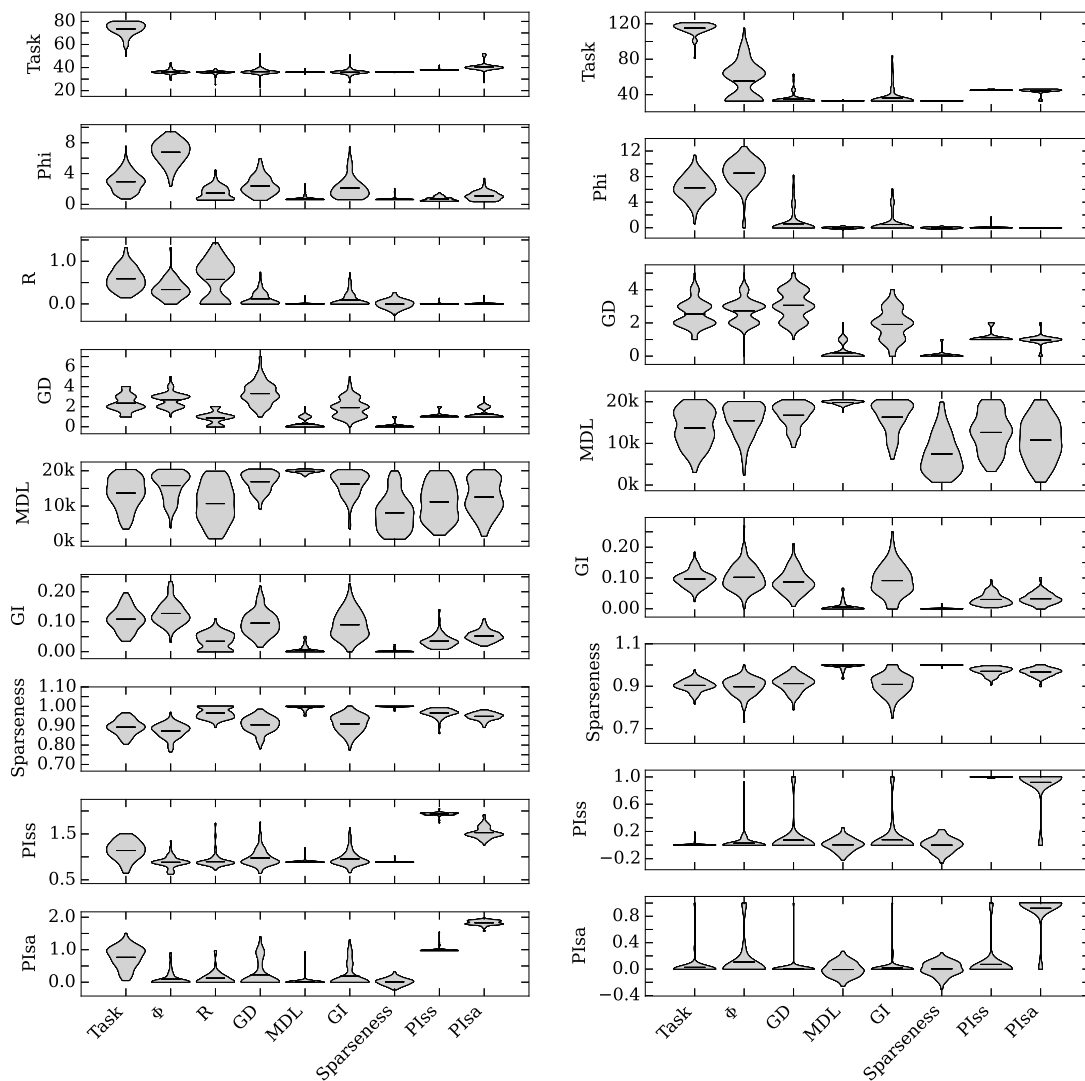 Task
80
60
40
20
Phi
8
4
0
R
1.0
0.0
GD
6
5
4
3
2
1
0
MDL
20k
10k
0k
GI
0.20
0.10
0.00
Sparseness
1.10
1.00
0.90
0.80
0.70
PIss
1.5
0.5
PIsa
2.0
1.0
0.0
Task
Φ
R
GD
MDL
GI
Sparseness
PIss
PIsa
Task
120
80
40
Phi
12
8
4
0
GD
4
2
0
MDL
20k
10k
0k
GI
0.20
0.10
0.00
Sparseness
1.1
0.9
0.7
PIss
1.0
0.6
0.2
−0.2
PIsa
0.8
0.4
0.0
−0.4
Task
Φ
GD
MDL
GI
Sparseness
PIss
PIsa